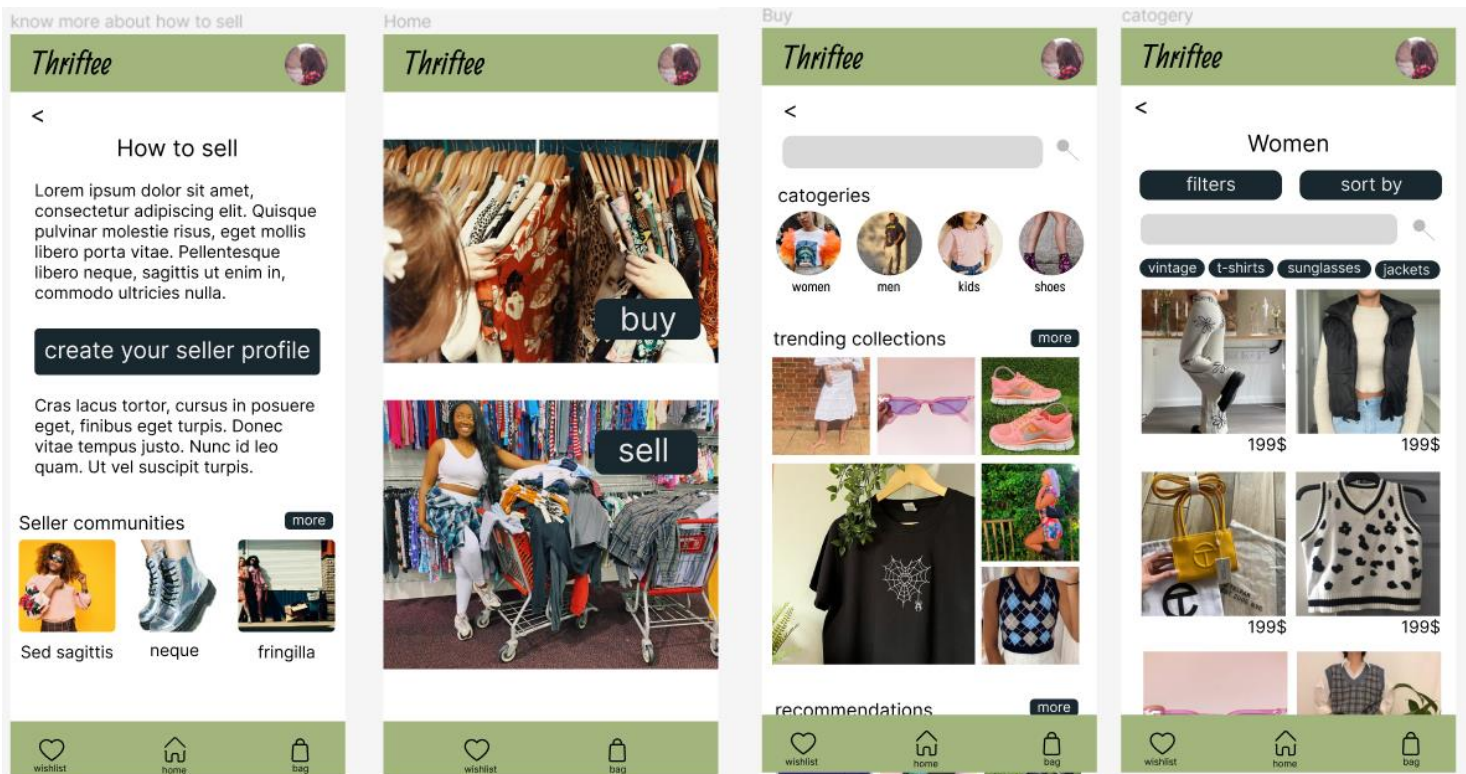 know more about how to sell
Thriftee
<
How to sell
Lorem ipsum dolor sit amet,
consectetur adipiscing elit. Quisque
pulvinar molestie risus, eget mollis
libero porta vitae. Pellentesque
libero neque, sagittis ut enim in,
commodo ultricies nulla.
create your seller profile
Cras lacus tortor, cursus in posuere
eget, finibus eget turpis. Donec
vitae tempus justo. Nunc id leo
quam. Ut vel suscipit turpis.
Seller communities more
Sed sagittis neque fringilla
wishlist home bag
Home
Thriftee
buy
sell
wishlist bag
Buy
Thriftee
<
catogeries
women men kids shoes
trending collections more
recommendations more
wishlist home bag
catogery
Thriftee
<
Women
filters sort by
vintage t-shirts sunglasses jackets
199$ 199$
199$ 199$
wishlist home bag